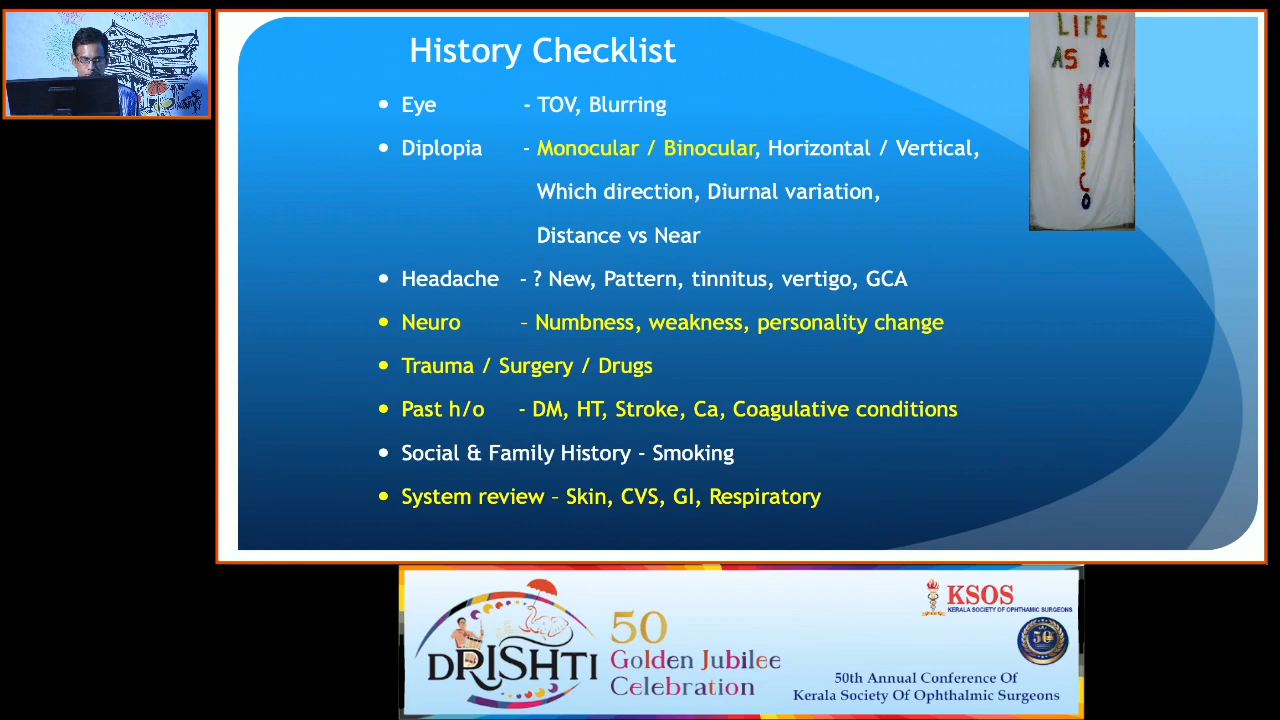 History Checklist
LIFE
AS A
MEDICO
• Eye - TOV, Blurring
• Diplopia - Monocular / Binocular, Horizontal / Vertical,
Which direction, Diurnal variation,
Distance vs Near
• Headache - ? New, Pattern, tinnitus, vertigo, GCA
• Neuro – Numbness, weakness, personality change
• Trauma / Surgery / Drugs
• Past h/o - DM, HT, Stroke, Ca, Coagulative conditions
• Social & Family History - Smoking
• System review – Skin, CVS, GI, Respiratory
DRISHTI
50
Golden Jubilee
Celebration
KSOS
KERALA SOCIETY OF OPHTHAMIC SURGEONS
50
50th Annual Conference Of
Kerala Society Of Ophthalmic Surgeons